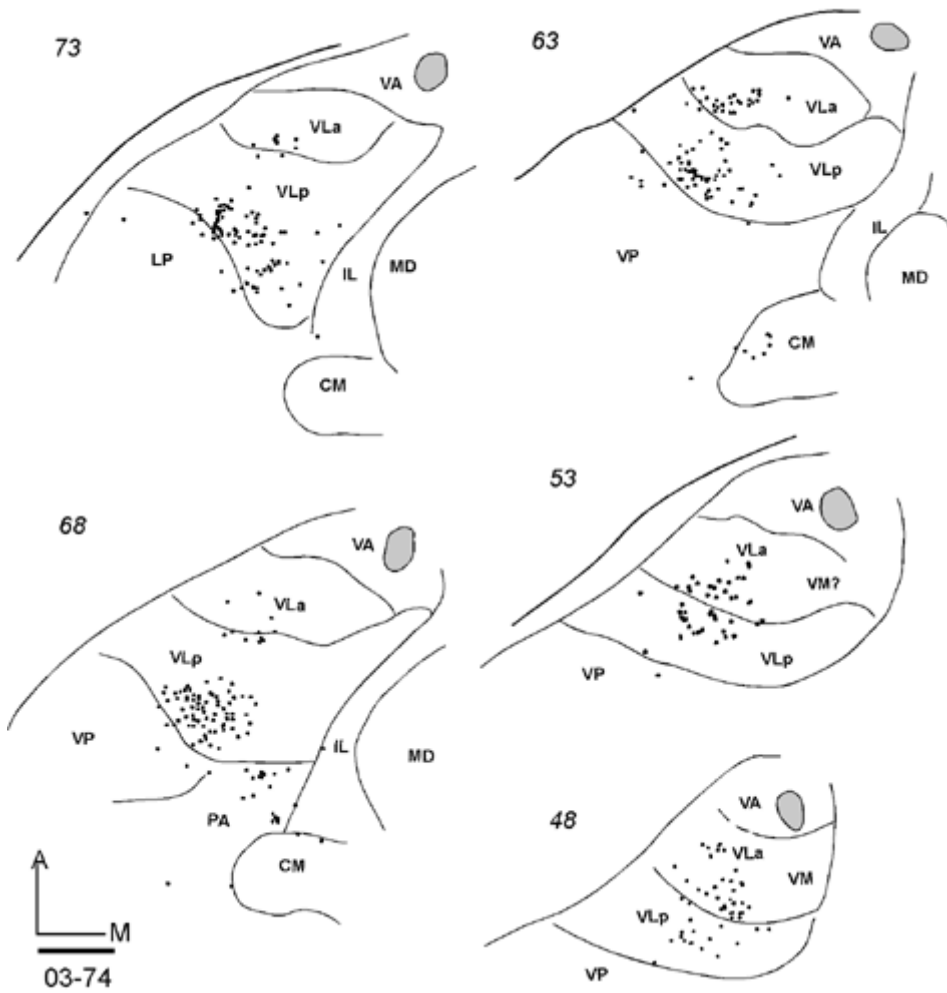 73
VA
VLa
VLp
LP
IL
MD
CM
63
VA
VLa
VLp
IL
VP
MD
CM
68
VA
VLa
VLp
VP
IL
MD
PA
CM
53
VA
VLa
VM?
VLp
VP
48
VA
VLa
VM
VLp
VP
A
M
03-74